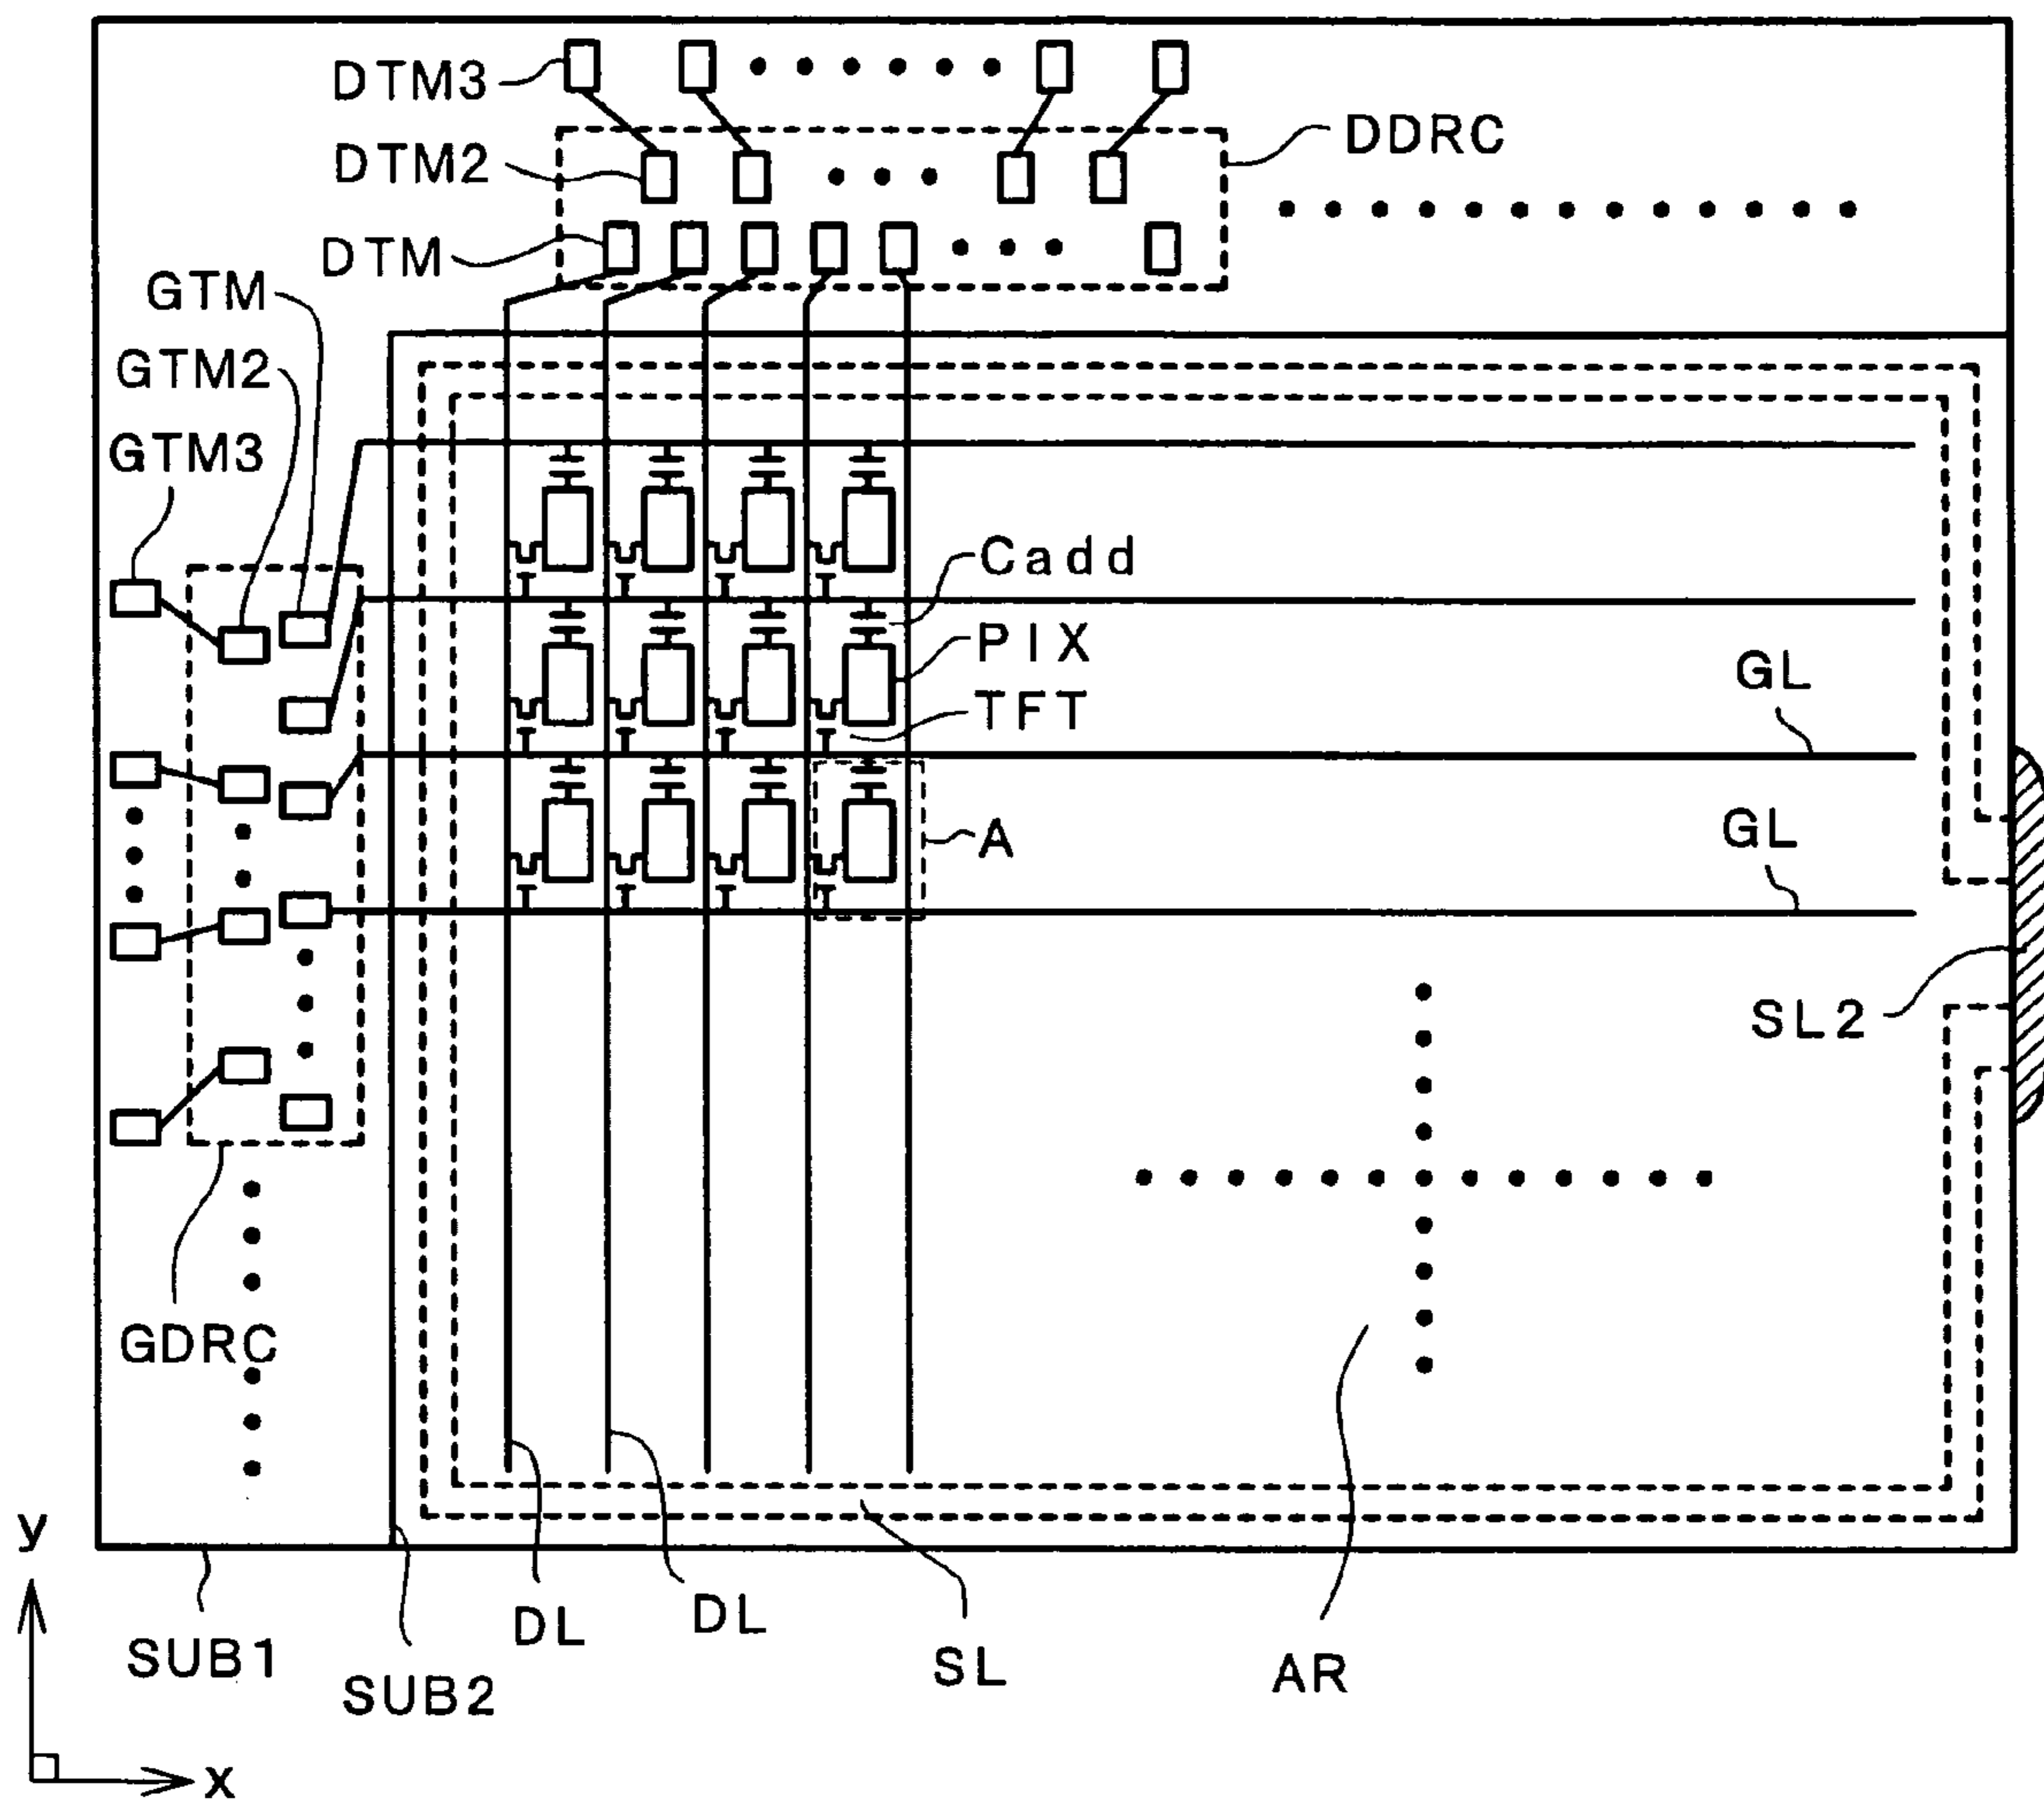 DTM3
DTM2
DDRC
DTM
GTM
GTM2
GTM3
Cadd
PIX
GL
TFT
GL
A
SL2
GDRC
y
DL
DL
SUB1
SL
AR
SUB2
x